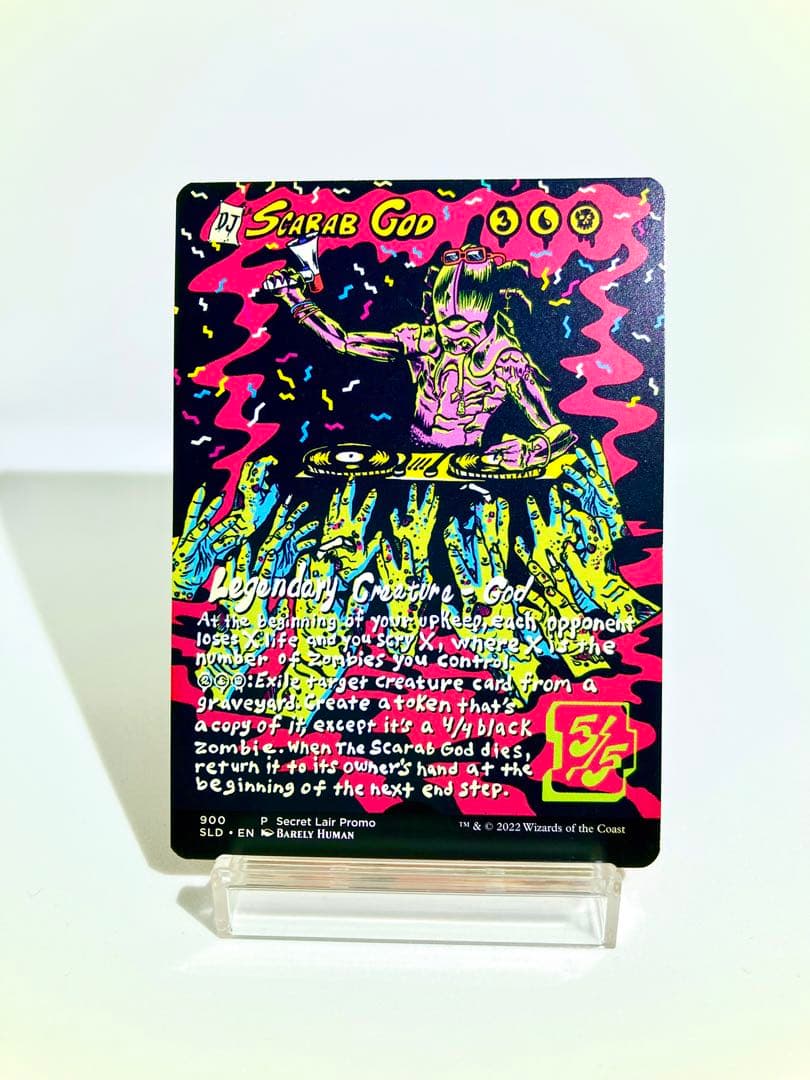 DJ SCARAB GOD 3
Legendary Creature - God
At the beginning of your upkeep, each opponent
loses X life and you scry X, where X is the
number of zombies you control.
2: Exile target creature card from a
graveyard. Create a token that's
a copy of it, except it's a 4/4 black
zombie. When The Scarab God dies,
return it to its owner's hand at the
beginning of the next end step.
5/5
900 P Secret Lair Promo
SLD • EN BARELY HUMAN
™ & © 2022 Wizards of the Coast